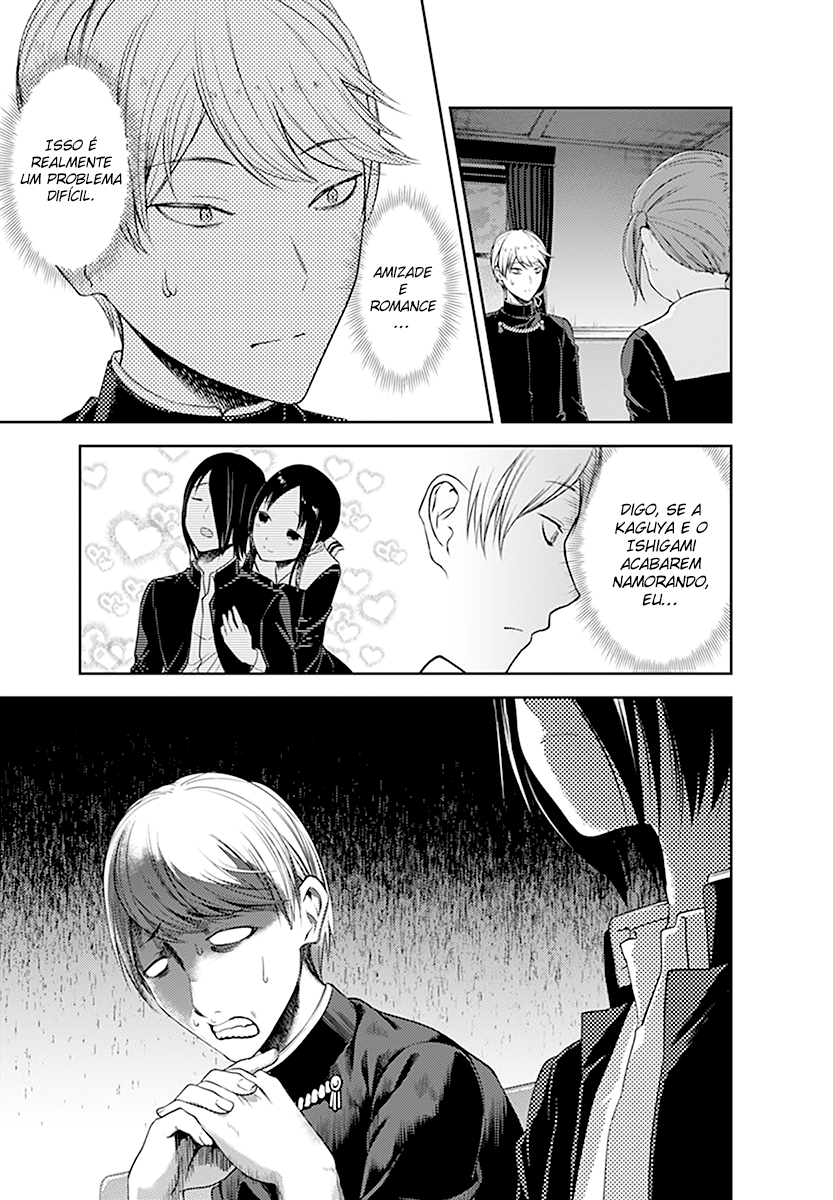 AMIZADE
E
ROMANCE
...
ISSO É
REALMENTE
UM PROBLEMA
DIFÍCIL.
DIGO, SE A
KAGUYA E O
ISHIGAMI
ACABAREM
NAMORANDO,
EU...